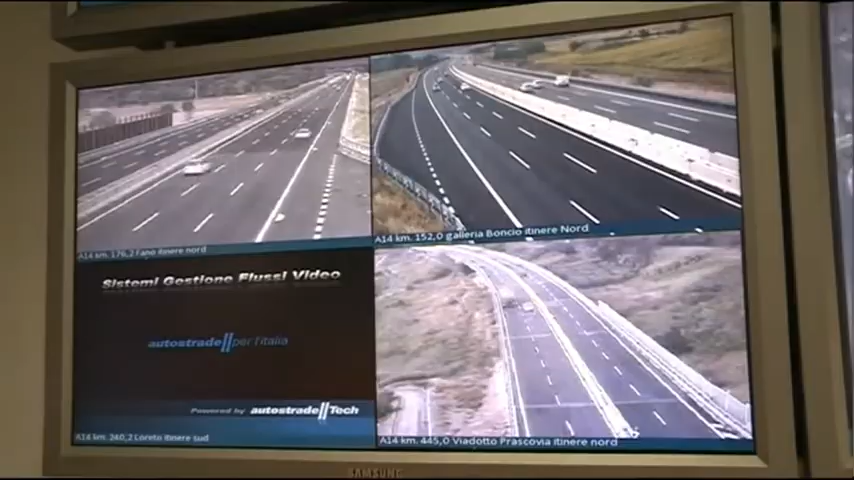 A14 km. 176,2 Fano itinere nord
A14 km. 152,0 galleria Boncio itinere Nord
Sistemi Gestione Flussi Video
autostrade//per l'italia
Powered by autostrade//Tech
A14 km. 240,2 Loreto itinere sud
A14 km. 445,0 Viadotto Prascovia itinere nord
SAMSUNG